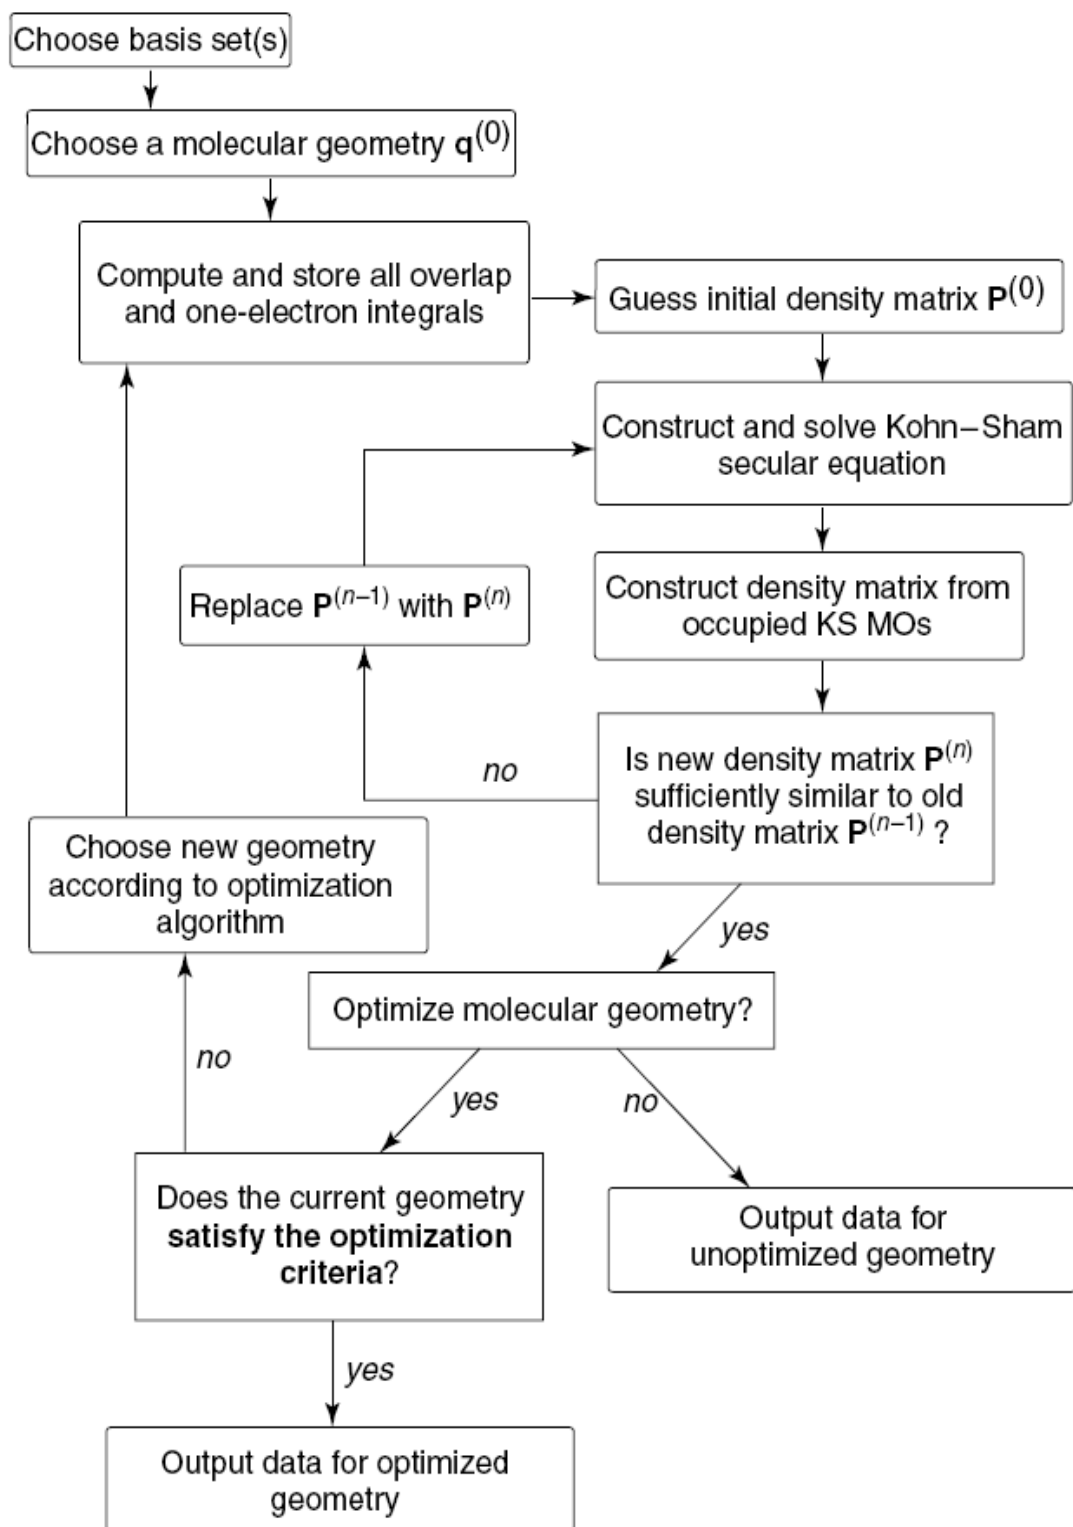 Choose basis set(s)
Choose a molecular geometry q(0)
Compute and store all overlap
and one-electron integrals
Guess initial density matrix P(0)
Construct and solve Kohn–Sham
secular equation
Replace P(n–1) with P(n)
Construct density matrix from
occupied KS MOs
no
Is new density matrix P(n)
sufficiently similar to old
density matrix P(n–1) ?
Choose new geometry
according to optimization
algorithm
yes
Optimize molecular geometry?
no
yes
no
Does the current geometry
satisfy the optimization
criteria?
Output data for
unoptimized geometry
yes
Output data for optimized
geometry